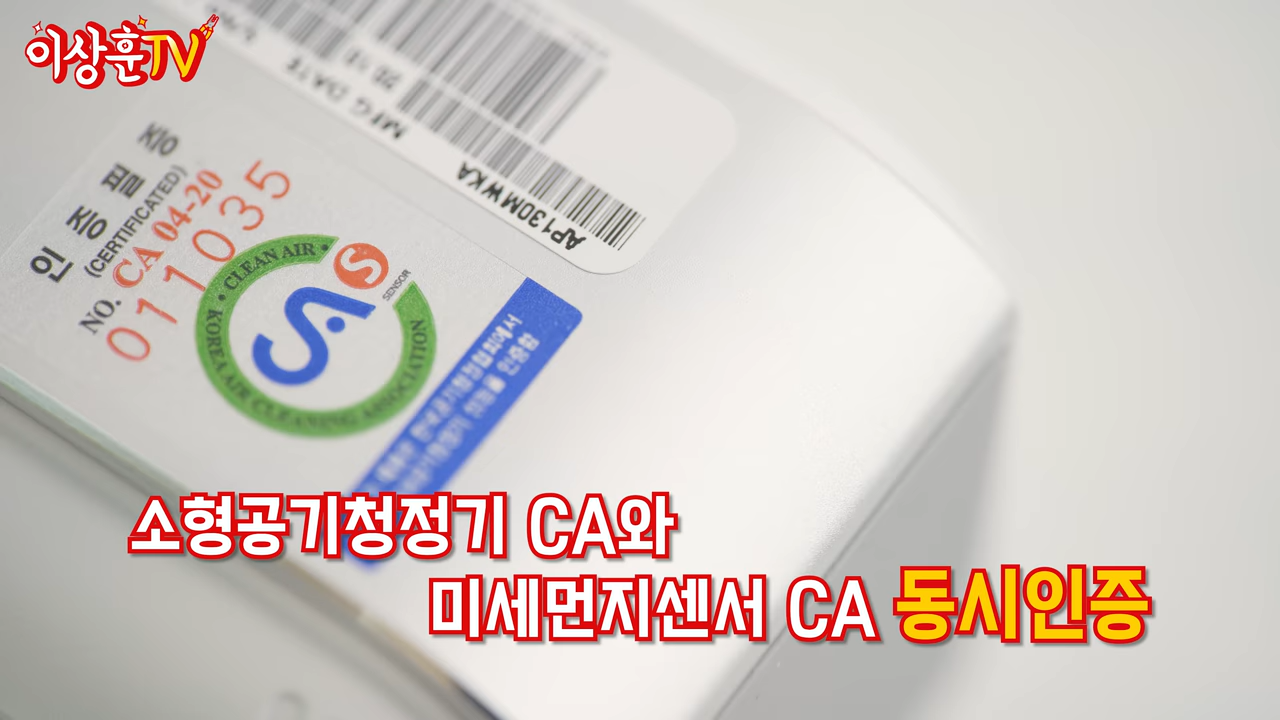 이상훈TV
MFG DATE
AP130MWKA
인증필증
(CERTIFICATED)
NO. CA 04-20
011035
CLEAN AIR
CA S
SENSOR
KOREA AIR CLEANING ASSOCIATION
소형공기청정기 CA와
미세먼지센서 CA 동시인증